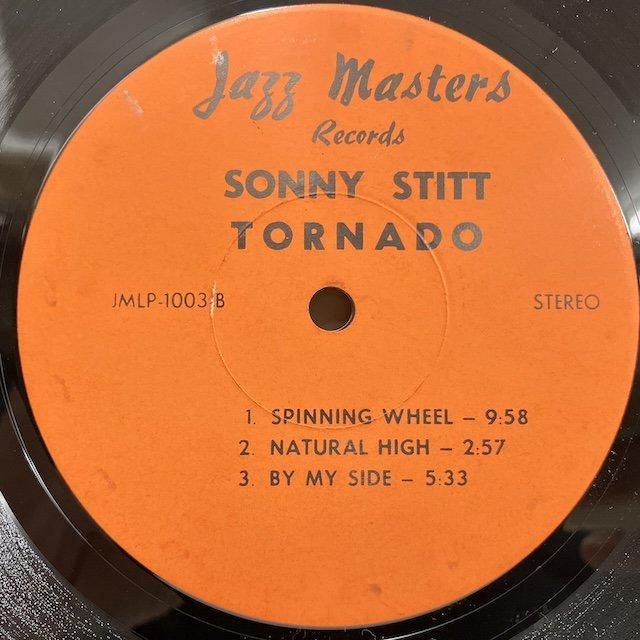 Jazz Masters
Records
SONNY STITT
TORNADO
JMLP-1003-B
STEREO
1. SPINNING WHEEL – 9:58
2. NATURAL HIGH – 2:57
3. BY MY SIDE – 5:33